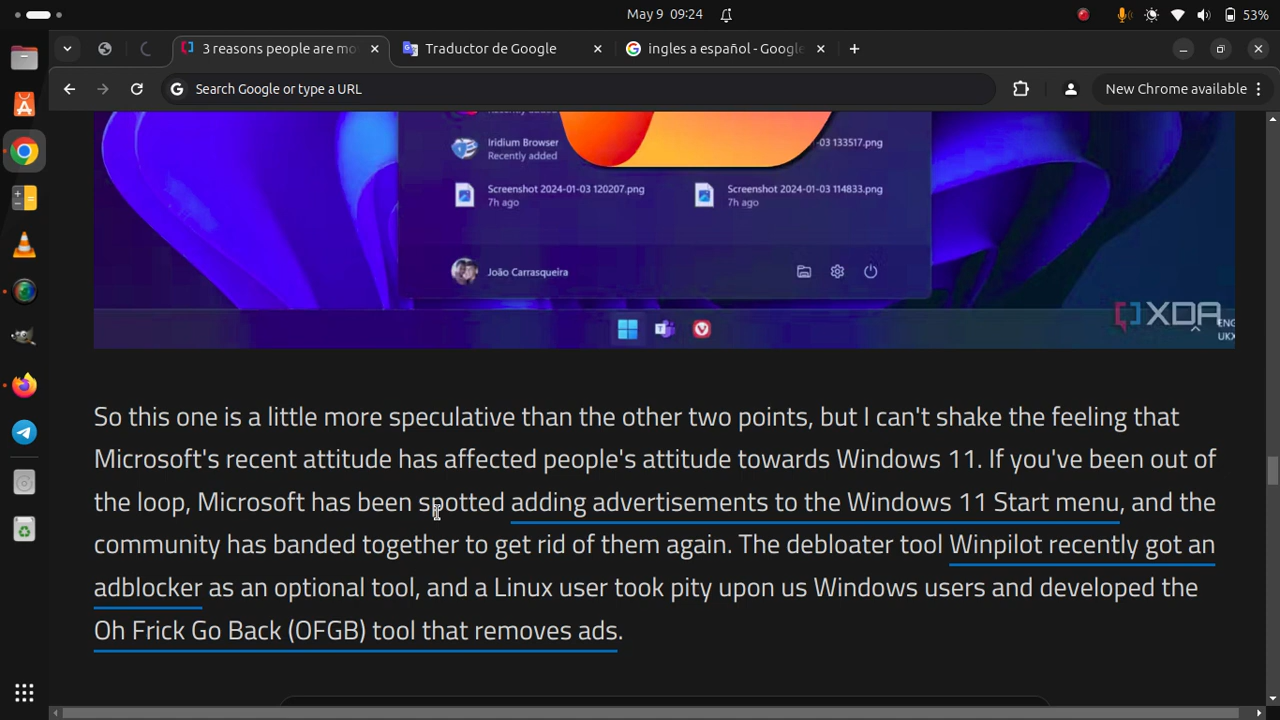 May 9 09:24
53%
3 reasons people are mo
Traductor de Google
ingles a español - Google
Search Google or type a URL
New Chrome available
Iridium Browser
Recently added
-01-03 133517.png
Screenshot 2024-01-03 120207.png
7h ago
Screenshot 2024-01-03 114833.png
7h ago
João Carrasqueira
XDA
ENG
UKX
So this one is a little more speculative than the other two points, but I can't shake the feeling that
Microsoft's recent attitude has affected people's attitude towards Windows 11. If you've been out of
the loop, Microsoft has been spotted adding advertisements to the Windows 11 Start menu, and the
community has banded together to get rid of them again. The debloater tool Winpilot recently got an
adblocker as an optional tool, and a Linux user took pity upon us Windows users and developed the
Oh Frick Go Back (OFGB) tool that removes ads.